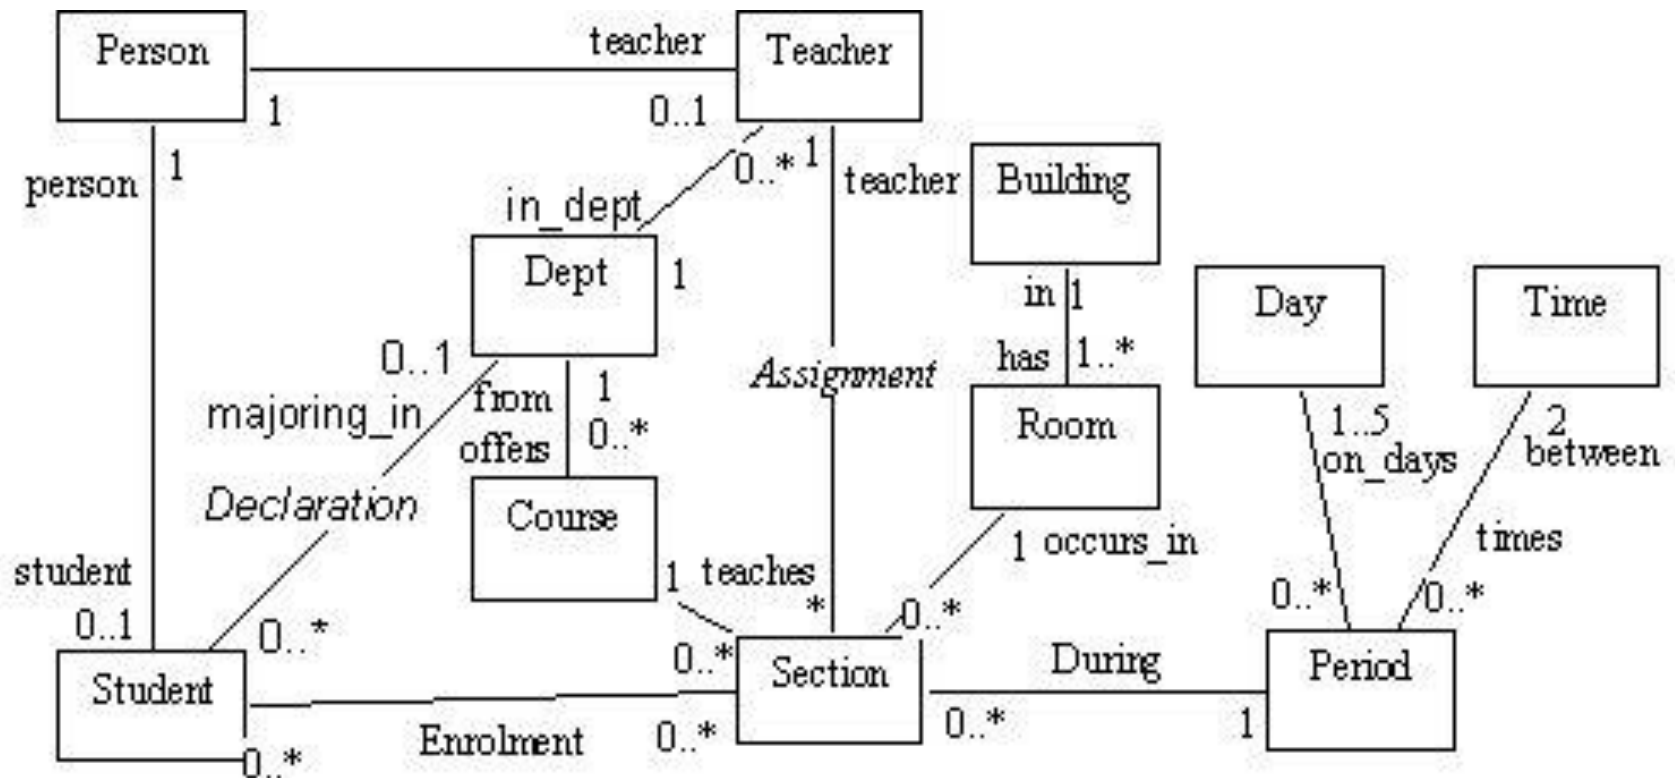 Person
teacher
Teacher
1
0..1
1
person
0..*
1
teacher
Building
in_dept
Dept
1
in
1
Day
Time
0..1
has
1..*
Assignment
majoring_in
from
1
0..*
offers
Room
1..5
on_days
2
between
Declaration
Course
student
1
teaches
*
1
occurs_in
times
0..1
0..*
0..*
0..*
0..*
Student
0..*
Section
During
Period
Enrolment
0..*
0..*
0..*
1